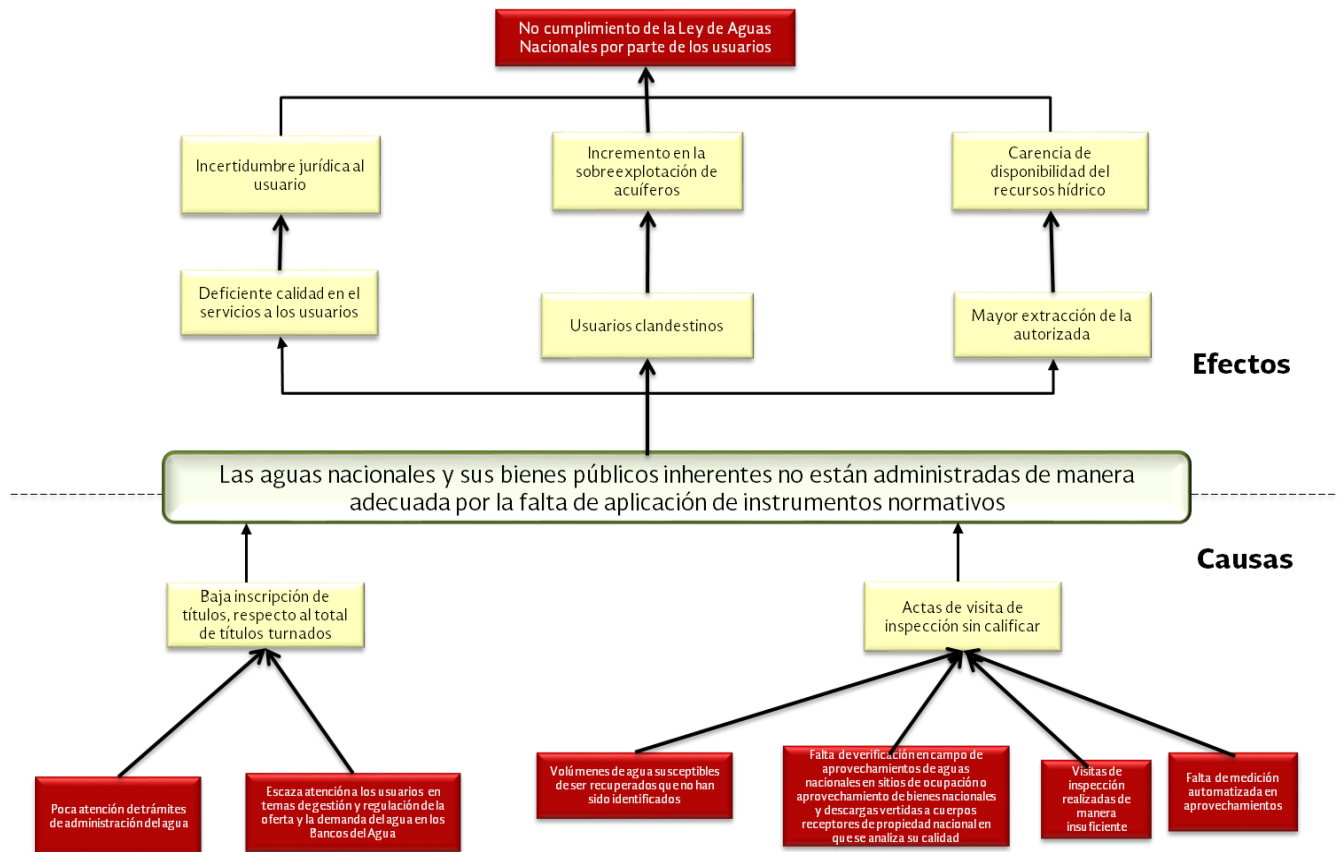 No cumplimiento de la Ley de Aguas
Nacionales por parte de los usuarios
Incertidumbre jurídica al
usuario
Incremento en la
sobreexplotación de
acuíferos
Carencia de
disponibilidad del
recursos hídrico
Deficiente calidad en el
servicios a los usuarios
Usuarios clandestinos
Mayor extracción de la
autorizada
Efectos
Las aguas nacionales y sus bienes públicos inherentes no están administradas de manera
adecuada por la falta de aplicación de instrumentos normativos
Causas
Baja inscripción de
títulos, respecto al total
de títulos turnados
Actas de visita de
inspección sin calificar
Poca atención de trámites
de administración del agua
Escaza atención a los usuarios en
temas de gestión y regulación de la
oferta y la demanda del agua en los
Bancos del Agua
Volúmenes de agua susceptibles
de ser recuperados que no han
sido identificados
Falta de verificación en campo de
aprovechamientos de aguas
nacionales en sitios de ocupación o
aprovechamiento de bienes nacionales
y descargas vertidas a cuerpos
receptores de propiedad nacional en
que se analiza su calidad
Visitas de
inspección
realizadas de
manera
insuficiente
Falta de medición
automatizada en
aprovechamientos